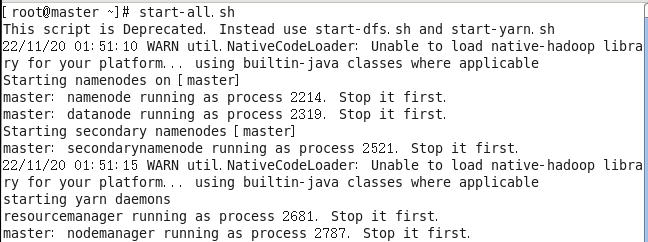 [root@master ~]# start-all.sh
This script is Deprecated. Instead use start-dfs.sh and start-yarn.sh
22/11/20 01:51:10 WARN util.NativeCodeLoader: Unable to load native-hadoop libra
ry for your platform... using builtin-java classes where applicable
Starting namenodes on [master]
master: namenode running as process 2214. Stop it first.
master: datanode running as process 2319. Stop it first.
Starting secondary namenodes [master]
master: secondarynamenode running as process 2521. Stop it first.
22/11/20 01:51:15 WARN util.NativeCodeLoader: Unable to load native-hadoop libra
ry for your platform... using builtin-java classes where applicable
starting yarn daemons
resourcemanager running as process 2681. Stop it first.
master: nodemanager running as process 2787. Stop it first.